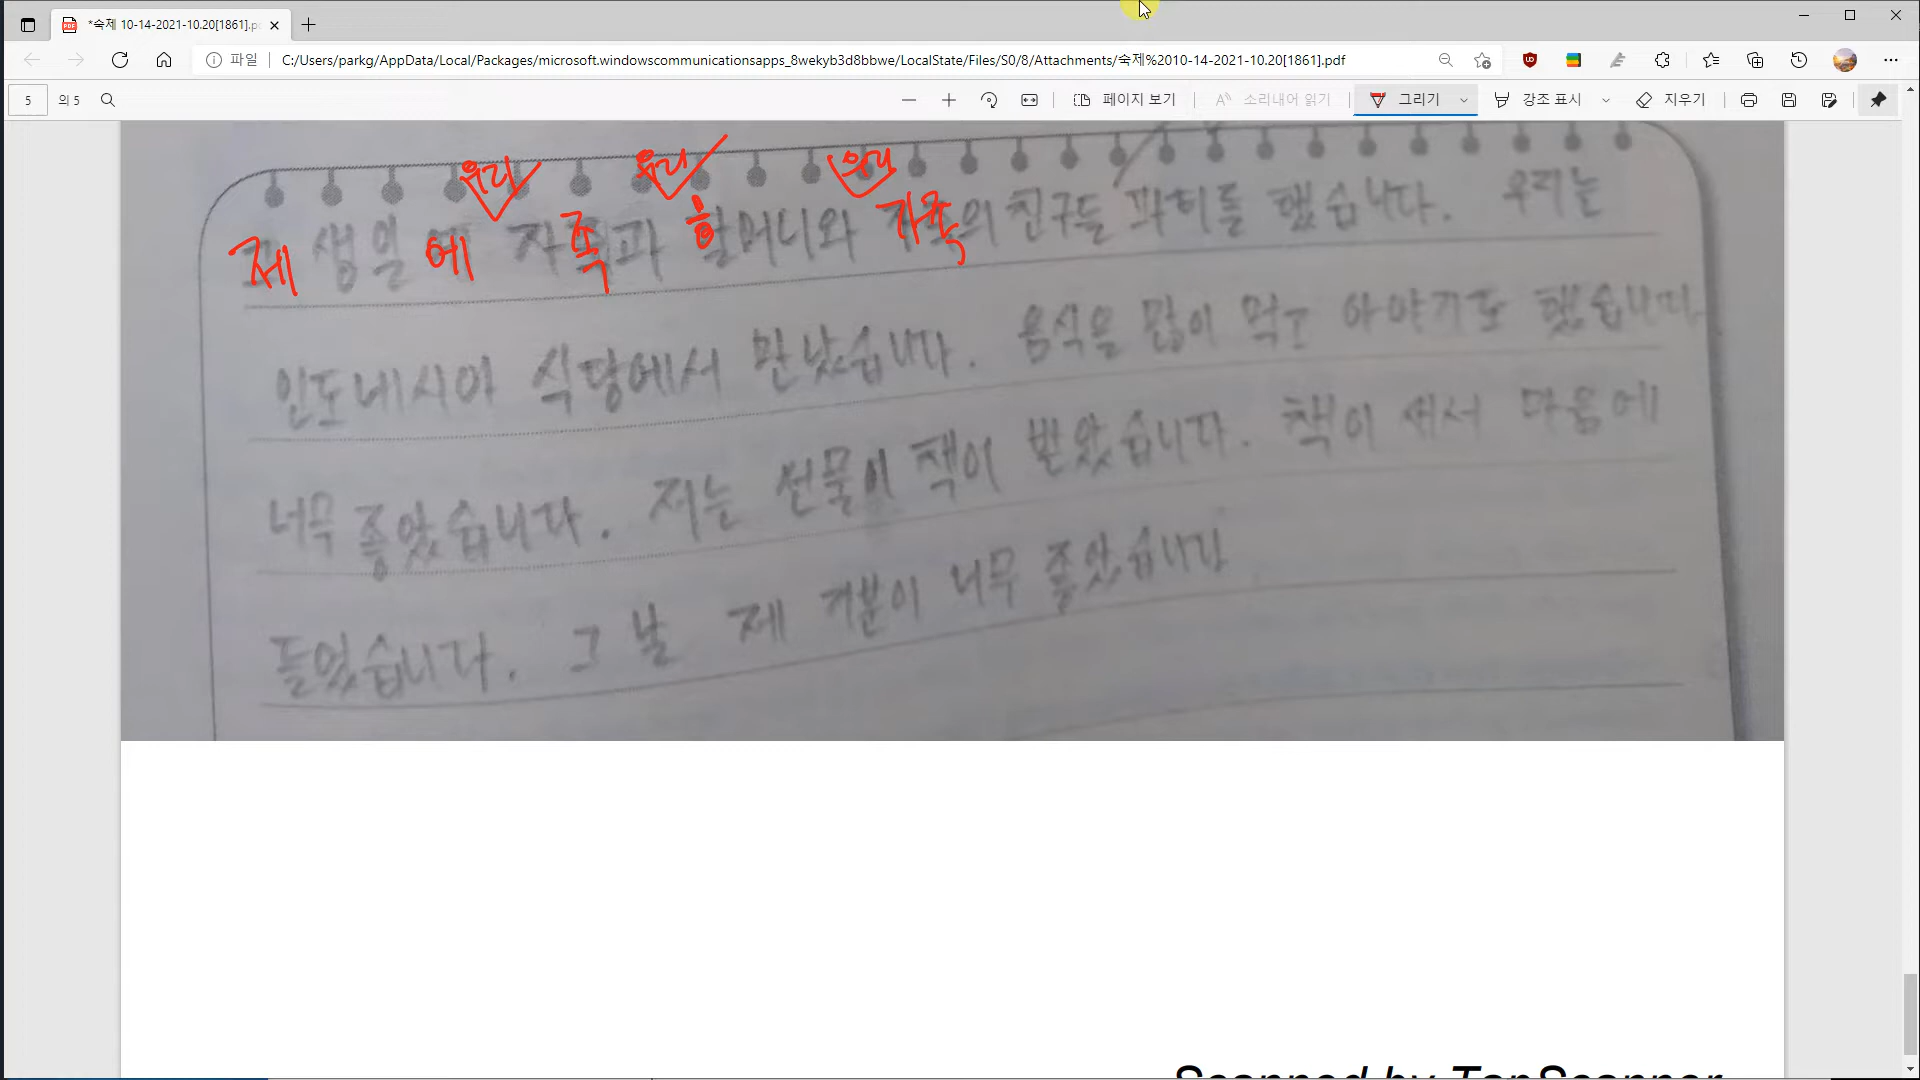 *숙제 10-14-2021-10.20[1861].p
파일 C:/Users/parkg/AppData/Local/Packages/microsoft.windowscommunicationsapps_8wekyb3d8bbwe/LocalState/Files/S0/8/Attachments/숙제%2010-14-2021-10.20[1861].pdf
5 의 5 페이지 보기 소리내어 읽기 그리기 강조 표시 지우기
우리 우리 우리
제 생일에 족과 할머니와 가족의 친구들 파티를 했습니다. 우리는
인도네시아 식당에서 만낫습니다. 음식을 많이 먹고 아야기도 했습니다
너무 좋았습니다. 저는 선물이 책이 받았습니다. 책이 새서 마음에
들었습니다. 그 날 제 기분이 너무 좋았습니다